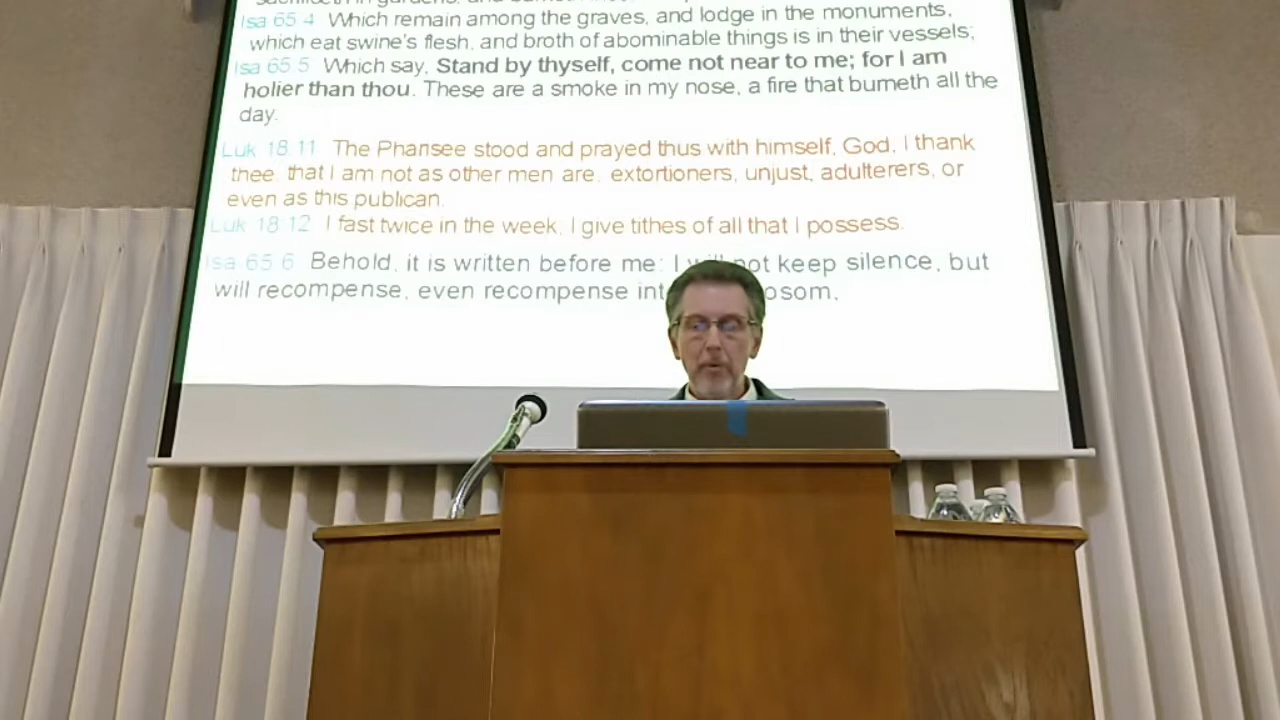 Isa 65:4 Which remain among the graves, and lodge in the monuments,
which eat swine's flesh, and broth of abominable things is in their vessels;
Isa 65:5 Which say, Stand by thyself, come not near to me; for I am
holier than thou. These are a smoke in my nose, a fire that burneth all the
day.
Luk 18:11 The Pharisee stood and prayed thus with himself, God, I thank
thee, that I am not as other men are, extortioners, unjust, adulterers, or
even as this publican.
Luk 18:12 I fast twice in the week, I give tithes of all that I possess.
Isa 65:6 Behold, it is written before me: I will not keep silence, but
will recompense, even recompense into osom,